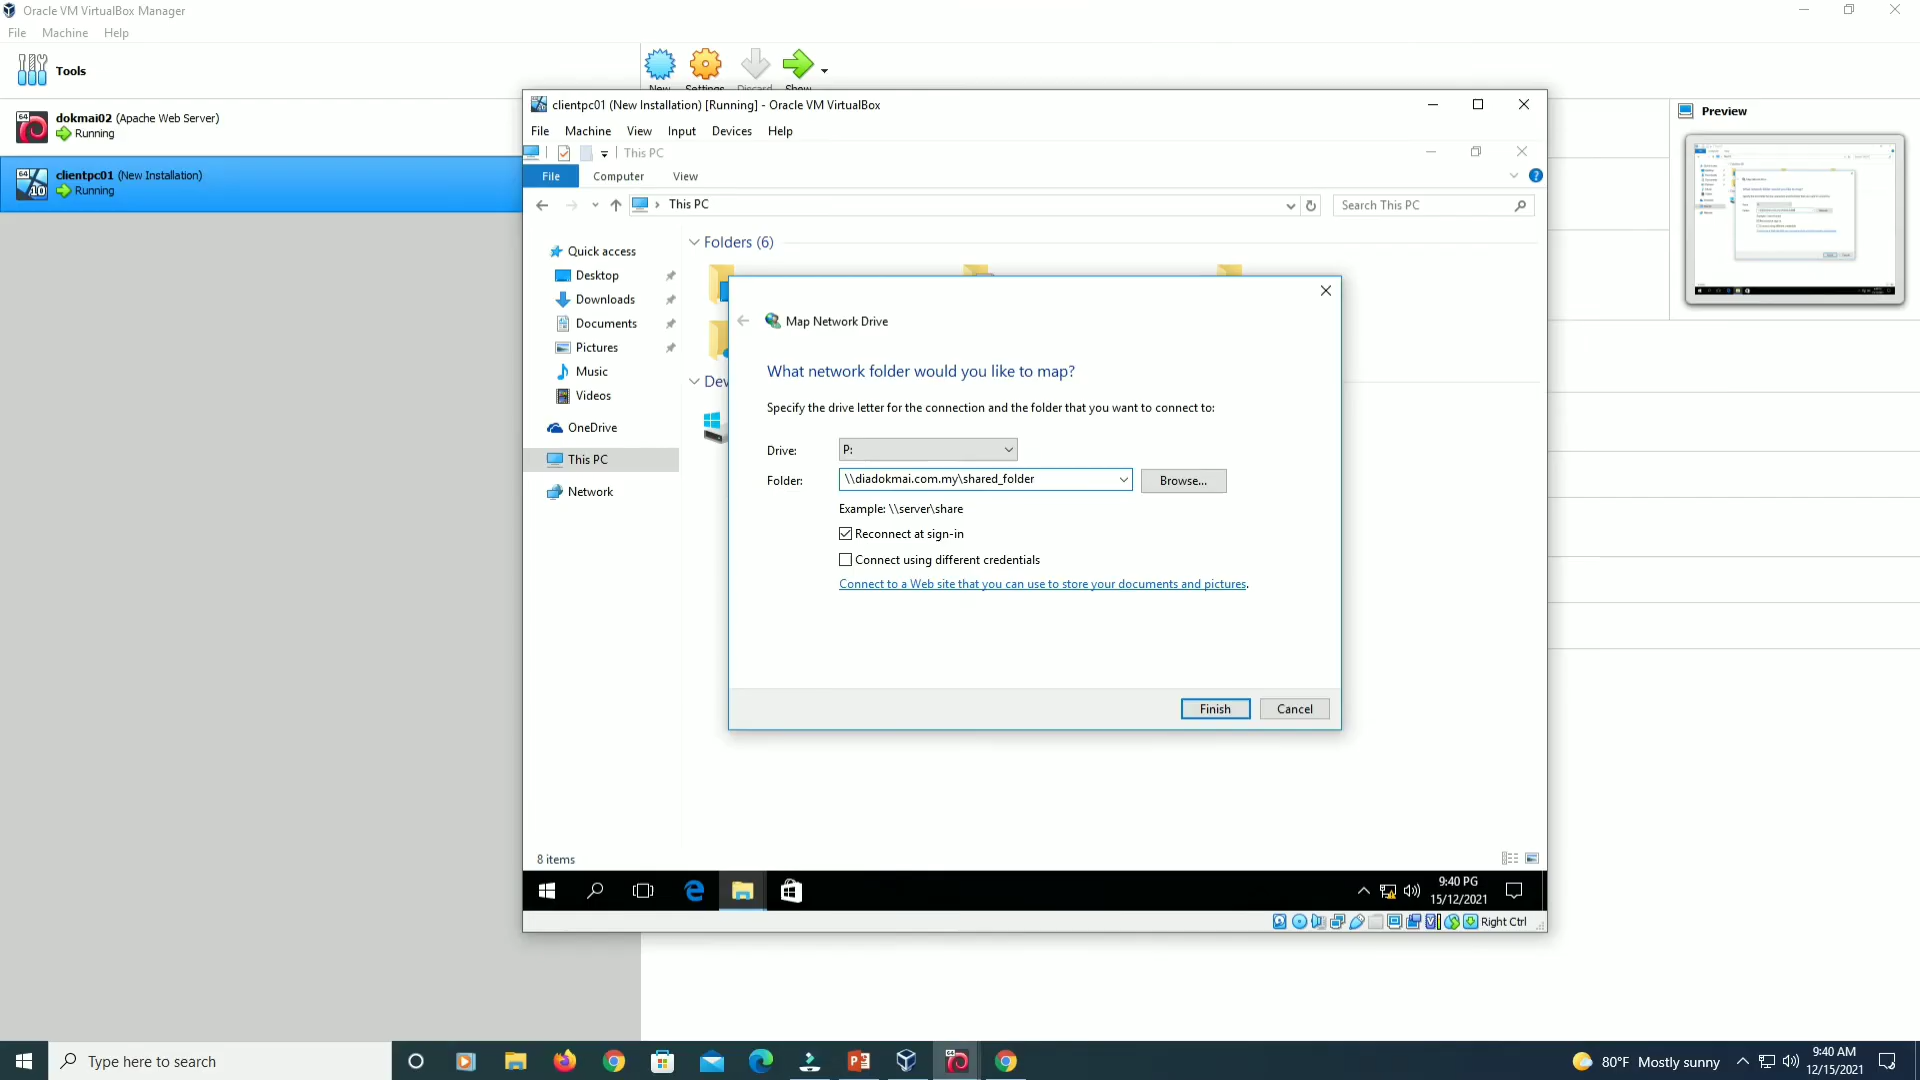 Oracle VM VirtualBox Manager
File Machine Help
Tools
New Settings Discard Show
dokmai02 (Apache Web Server)
Running
clientpc01 (New Installation)
Running
Preview
clientpc01 (New Installation) [Running] - Oracle VM VirtualBox
File Machine View Input Devices Help
This PC
File Computer View
This PC
Search This PC
Quick access
Desktop
Downloads
Documents
Pictures
Music
Videos
OneDrive
This PC
Network
Folders (6)
Dev
Map Network Drive
What network folder would you like to map?
Specify the drive letter for the connection and the folder that you want to connect to:
Drive: P:
Folder: \\diadokmai.com.my\shared_folder Browse...
Example: \\server\share
Reconnect at sign-in
Connect using different credentials
Connect to a Web site that you can use to store your documents and pictures.
Finish Cancel
8 items
9:40 PG
15/12/2021
Right Ctrl
Type here to search
80°F Mostly sunny
9:40 AM
12/15/2021